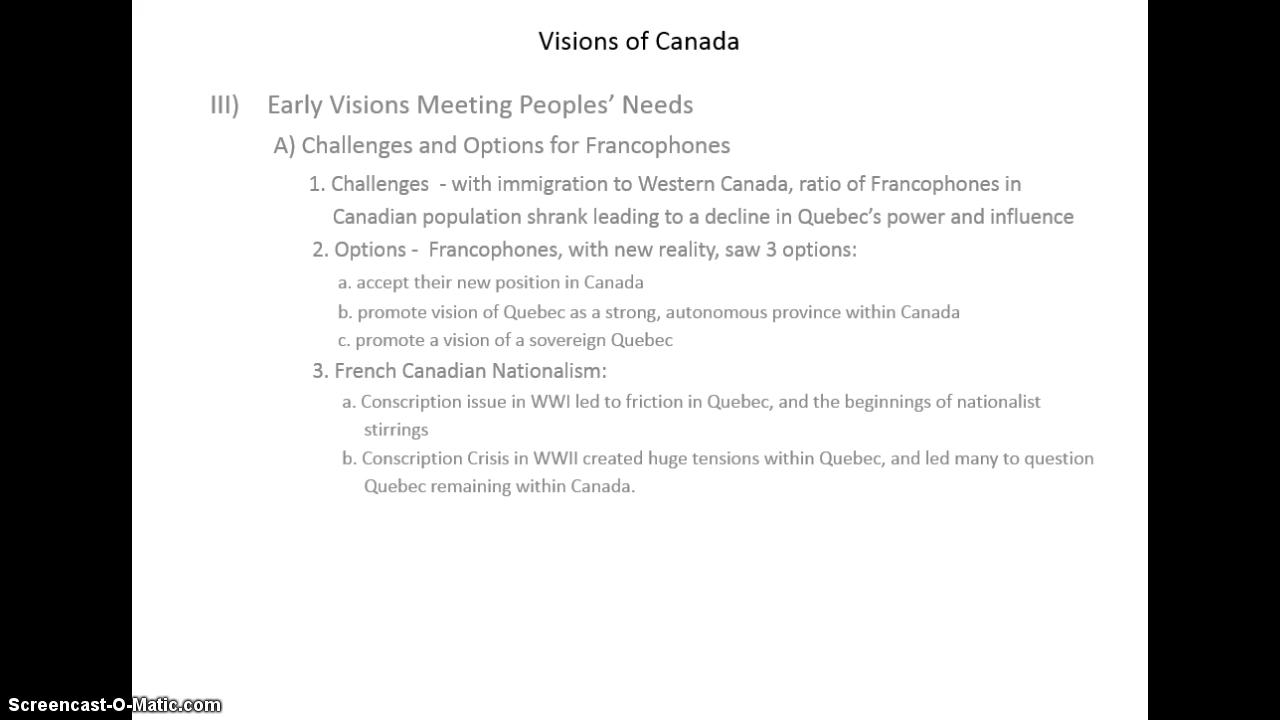 Visions of Canada
III) Early Visions Meeting Peoples’ Needs
A) Challenges and Options for Francophones
1. Challenges - with immigration to Western Canada, ratio of Francophones in
Canadian population shrank leading to a decline in Quebec’s power and influence
2. Options - Francophones, with new reality, saw 3 options:
a. accept their new position in Canada
b. promote vision of Quebec as a strong, autonomous province within Canada
c. promote a vision of a sovereign Quebec
3. French Canadian Nationalism:
a. Conscription issue in WWI led to friction in Quebec, and the beginnings of nationalist
stirrings
b. Conscription Crisis in WWII created huge tensions within Quebec, and led many to question
Quebec remaining within Canada.
Screencast-O-Matic.com